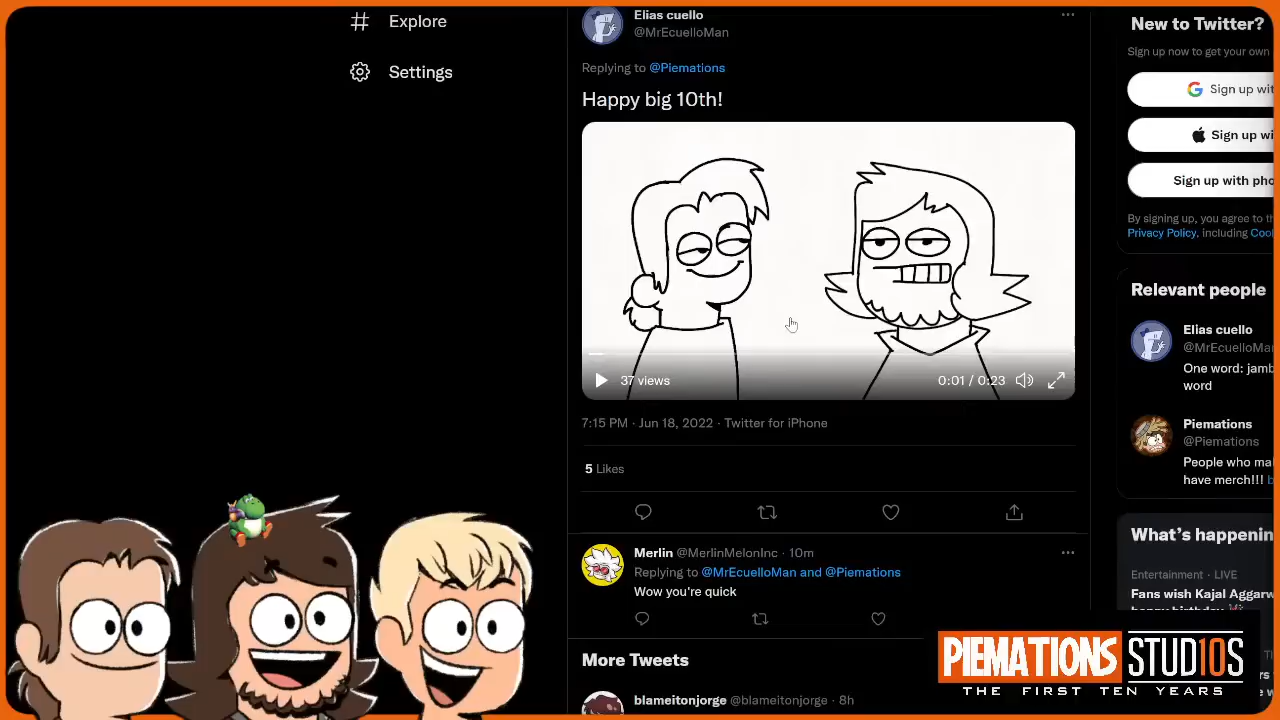 Explore
Settings
Elias cuello
@MrEcuelloMan
Replying to @Piemations
Happy big 10th!
37 views
0:01 / 0:23
7:15 PM · Jun 18, 2022 · Twitter for iPhone
5 Likes
Merlin @MerlinMelonInc · 10m
Replying to @MrEcuelloMan and @Piemations
Wow you're quick
More Tweets
blameitonjorge @blameitonjorge · 8h
New to Twitter?
Sign up now to get your own
Sign up wit
Sign up wi
Sign up with pho
By signing up, you agree to th
Privacy Policy, including Coo
Relevant people
Elias cuello
@MrEcuelloMan
One word: jamb
word
Piemations
@Piemations
People who mal
have merch!!! b
What's happenin
Entertainment · LIVE
Fans wish Kajal Aggarw
PIEMATIONS STUD10S
THE FIRST TEN YEARS